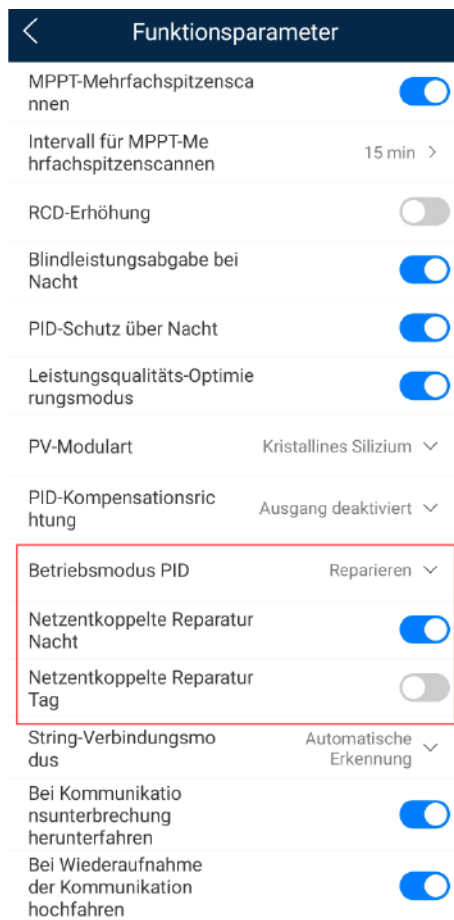 Funktionsparameter
MPPT-Mehrfachspitzensca
nnen
Intervall für MPPT-Me
hrfachspitzenscannen
15 min
RCD-Erhöhung
Blindleistungsabgabe bei
Nacht
PID-Schutz über Nacht
Leistungsqualitäts-Optimie
rungsmodus
PV-Modulart
Kristallines Silizium
PID-Kompensationsric
htung
Ausgang deaktiviert
Betriebsmodus PID
Reparieren
Netzentkoppelte Reparatur
Nacht
Netzentkoppelte Reparatur
Tag
String-Verbindungsmo
dus
Automatische
Erkennung
Bei Kommunikatio
nsunterbrechung
herunterfahren
Bei Wiederaufnahme
der Kommunikation
hochfahren